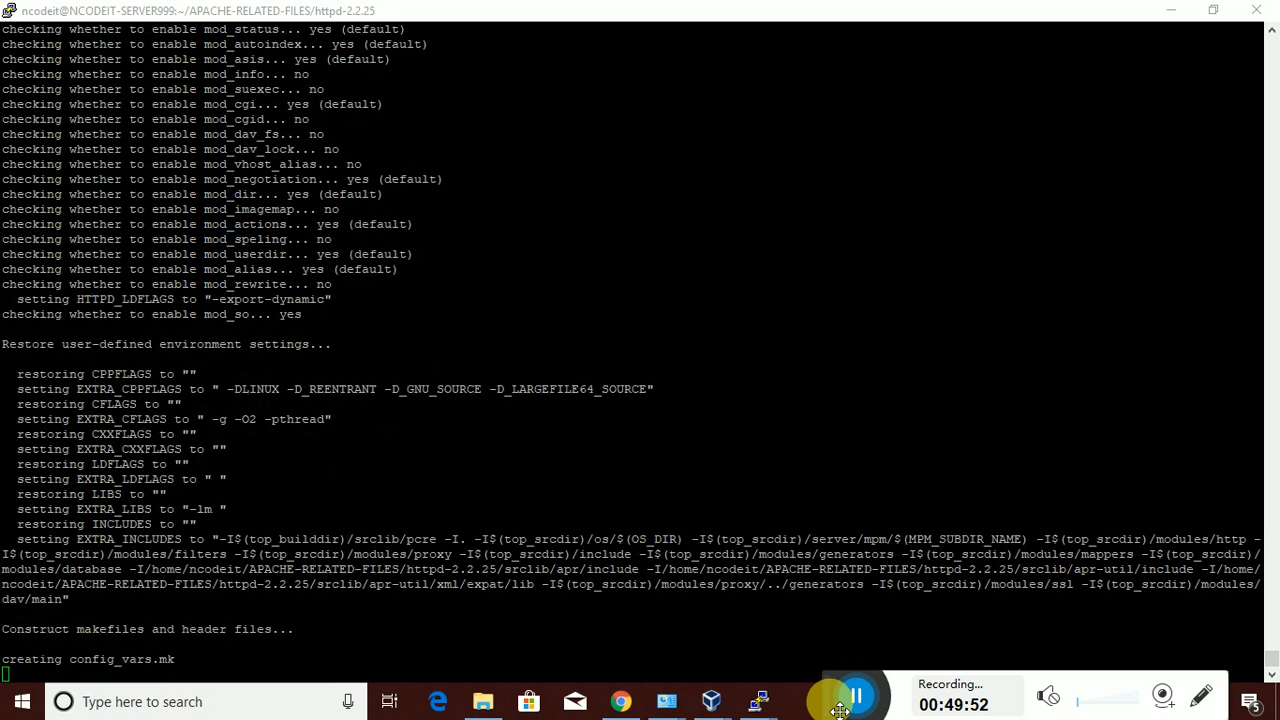 ncodeit@NCODEIT-SERVER999:~/APACHE-RELATED-FILES/httpd-2.2.25
checking whether to enable mod_status... yes (default)
checking whether to enable mod_autoindex... yes (default)
checking whether to enable mod_asis... yes (default)
checking whether to enable mod_info... no
checking whether to enable mod_suexec... no
checking whether to enable mod_cgi... yes (default)
checking whether to enable mod_cgid... no
checking whether to enable mod_dav_fs... no
checking whether to enable mod_dav_lock... no
checking whether to enable mod_vhost_alias... no
checking whether to enable mod_negotiation... yes (default)
checking whether to enable mod_dir... yes (default)
checking whether to enable mod_imagemap... no
checking whether to enable mod_actions... yes (default)
checking whether to enable mod_speling... no
checking whether to enable mod_userdir... yes (default)
checking whether to enable mod_alias... yes (default)
checking whether to enable mod_rewrite... no
  setting HTTPD_LDFLAGS to "-export-dynamic"
checking whether to enable mod_so... yes
Restore user-defined environment settings...
  restoring CPPFLAGS to ""
  setting EXTRA_CPPFLAGS to " -DLINUX -D_REENTRANT -D_GNU_SOURCE -D_LARGEFILE64_SOURCE"
  restoring CFLAGS to ""
  setting EXTRA_CFLAGS to " -g -O2 -pthread"
  restoring CXXFLAGS to ""
  setting EXTRA_CXXFLAGS to ""
  restoring LDFLAGS to ""
  setting EXTRA_LDFLAGS to " "
  restoring LIBS to ""
  setting EXTRA_LIBS to "-lm "
  restoring INCLUDES to ""
  setting EXTRA_INCLUDES to "-I$(top_builddir)/srclib/pcre -I. -I$(top_srcdir)/os/$(OS_DIR) -I$(top_srcdir)/server/mpm/$(MPM_SUBDIR_NAME) -I$(top_srcdir)/modules/http -
I$(top_srcdir)/modules/filters -I$(top_srcdir)/modules/proxy -I$(top_srcdir)/include -I$(top_srcdir)/modules/generators -I$(top_srcdir)/modules/mappers -I$(top_srcdir)/
modules/database -I/home/ncodeit/APACHE-RELATED-FILES/httpd-2.2.25/srclib/apr/include -I/home/ncodeit/APACHE-RELATED-FILES/httpd-2.2.25/srclib/apr-util/include -I/home/
ncodeit/APACHE-RELATED-FILES/httpd-2.2.25/srclib/apr-util/xml/expat/lib -I$(top_srcdir)/modules/proxy/../generators -I$(top_srcdir)/modules/ssl -I$(top_srcdir)/modules/
dav/main"
Construct makefiles and header files...
creating config_vars.mk
Type here to search
Recording...
00:49:52
5